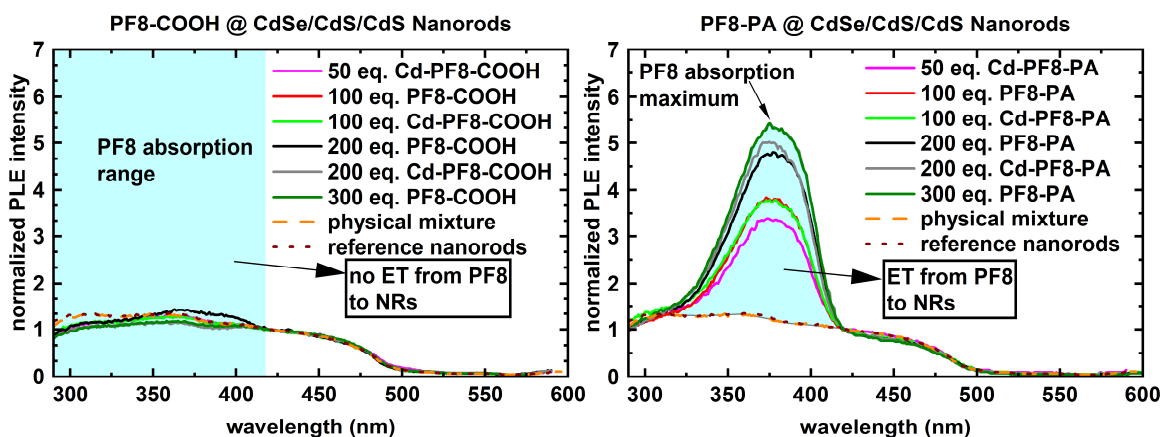 PF8-COOH @ CdSe/CdS/CdS Nanorods
7
6
5
4
3
2
1
0
normalized PLE intensity
50 eq. Cd-PF8-COOH
100 eq. PF8-COOH
100 eq. Cd-PF8-COOH
200 eq. PF8-COOH
200 eq. Cd-PF8-COOH
300 eq. PF8-COOH
physical mixture
reference nanorods
PF8 absorption
range
no ET from PF8
to NRs
300 350 400 450 500 550 600
wavelength (nm)
PF8-PA @ CdSe/CdS/CdS Nanorods
7
6
5
4
3
2
1
0
normalized PLE intensity
PF8 absorption
maximum
50 eq. Cd-PF8-PA
100 eq. PF8-PA
100 eq. Cd-PF8-PA
200 eq. PF8-PA
200 eq. Cd-PF8-PA
300 eq. PF8-PA
physical mixture
reference nanorods
ET from PF8
to NRs
300 350 400 450 500 550 600
wavelength (nm)